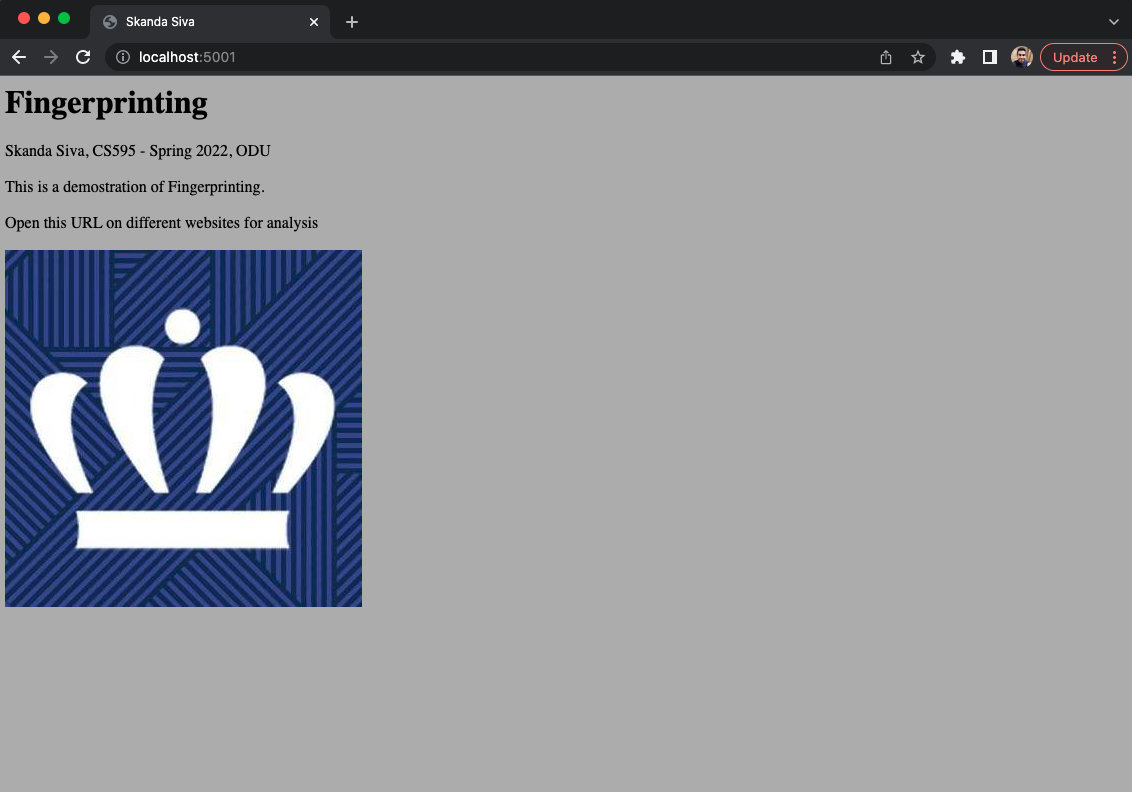 Skanda Siva
localhost:5001
Update
Fingerprinting
Skanda Siva, CS595 - Spring 2022, ODU
This is a demostration of Fingerprinting.
Open this URL on different websites for analysis